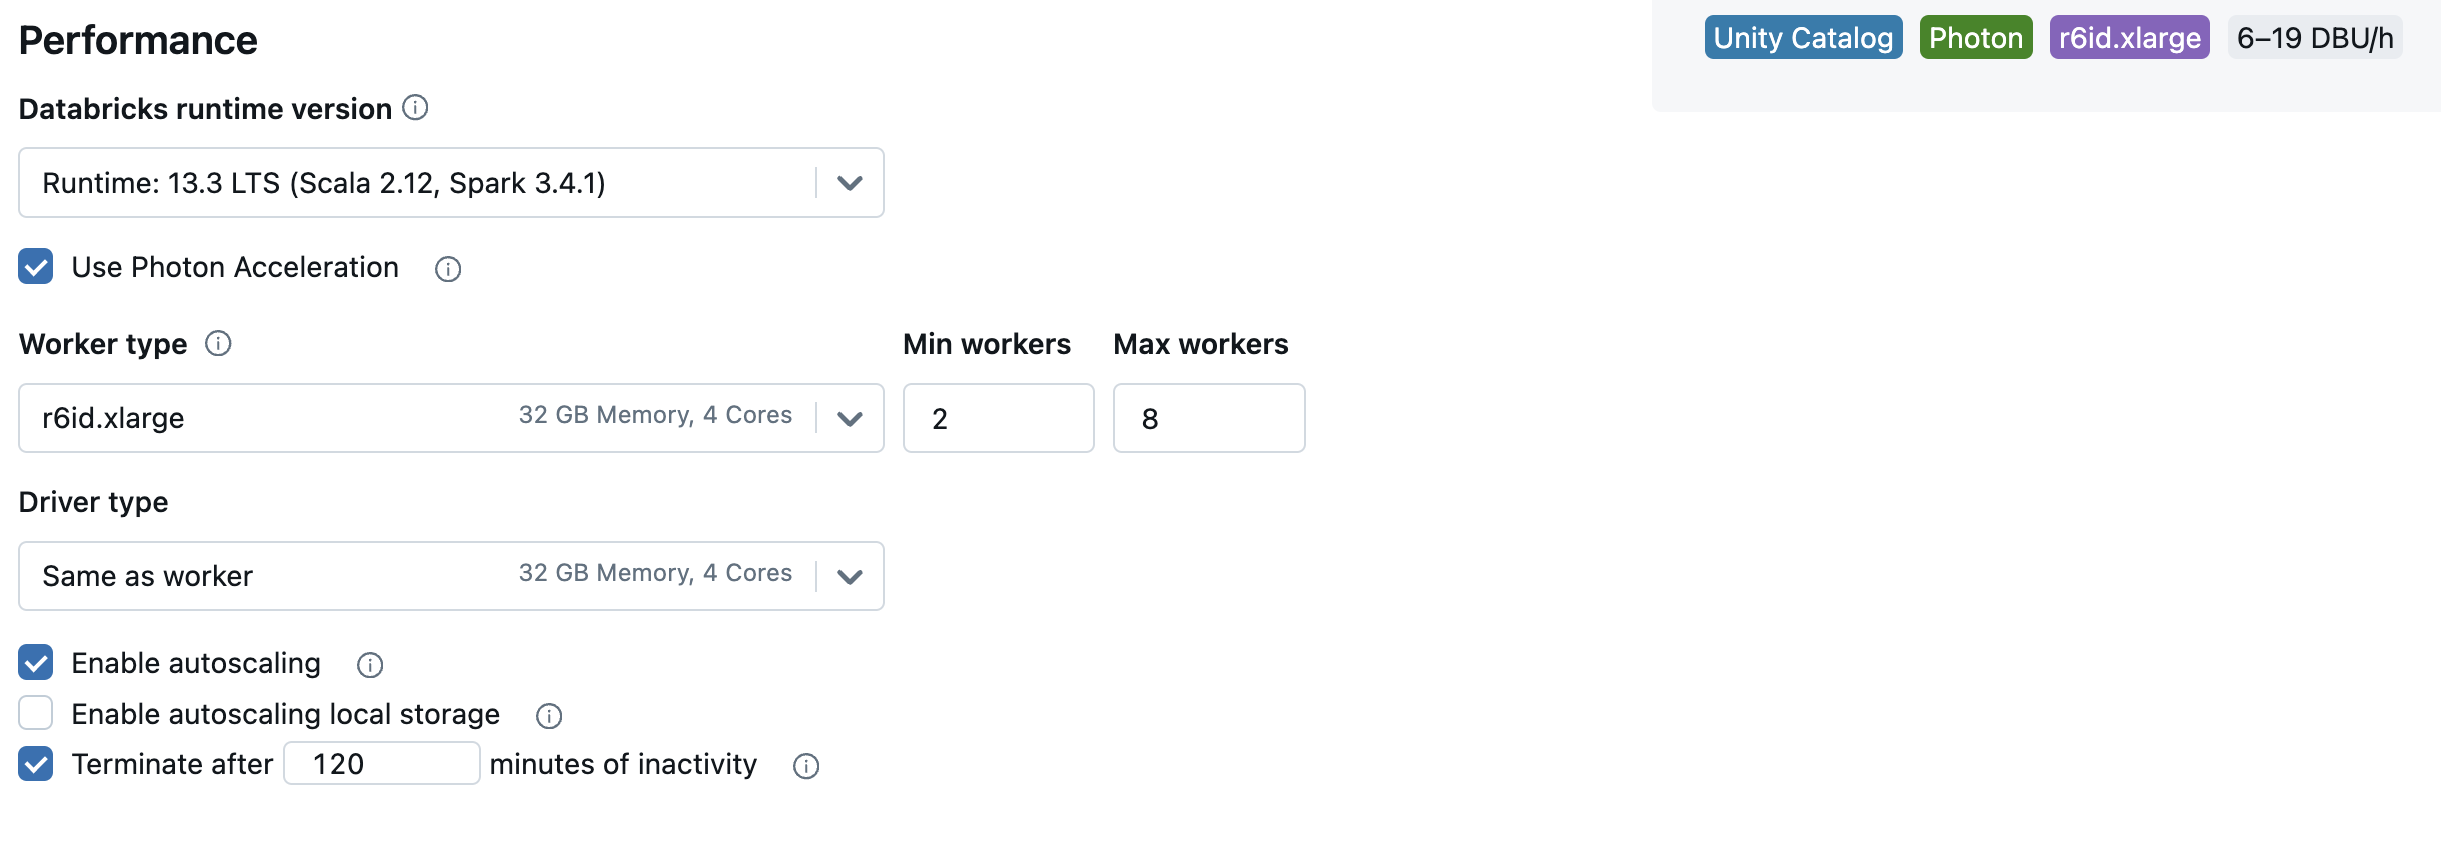 Performance
Unity Catalog Photon r6id.xlarge 6–19 DBU/h
Databricks runtime version
Runtime: 13.3 LTS (Scala 2.12, Spark 3.4.1)
Use Photon Acceleration
Worker type Min workers Max workers
r6id.xlarge 32 GB Memory, 4 Cores 2 8
Driver type
Same as worker 32 GB Memory, 4 Cores
Enable autoscaling
Enable autoscaling local storage
Terminate after 120 minutes of inactivity